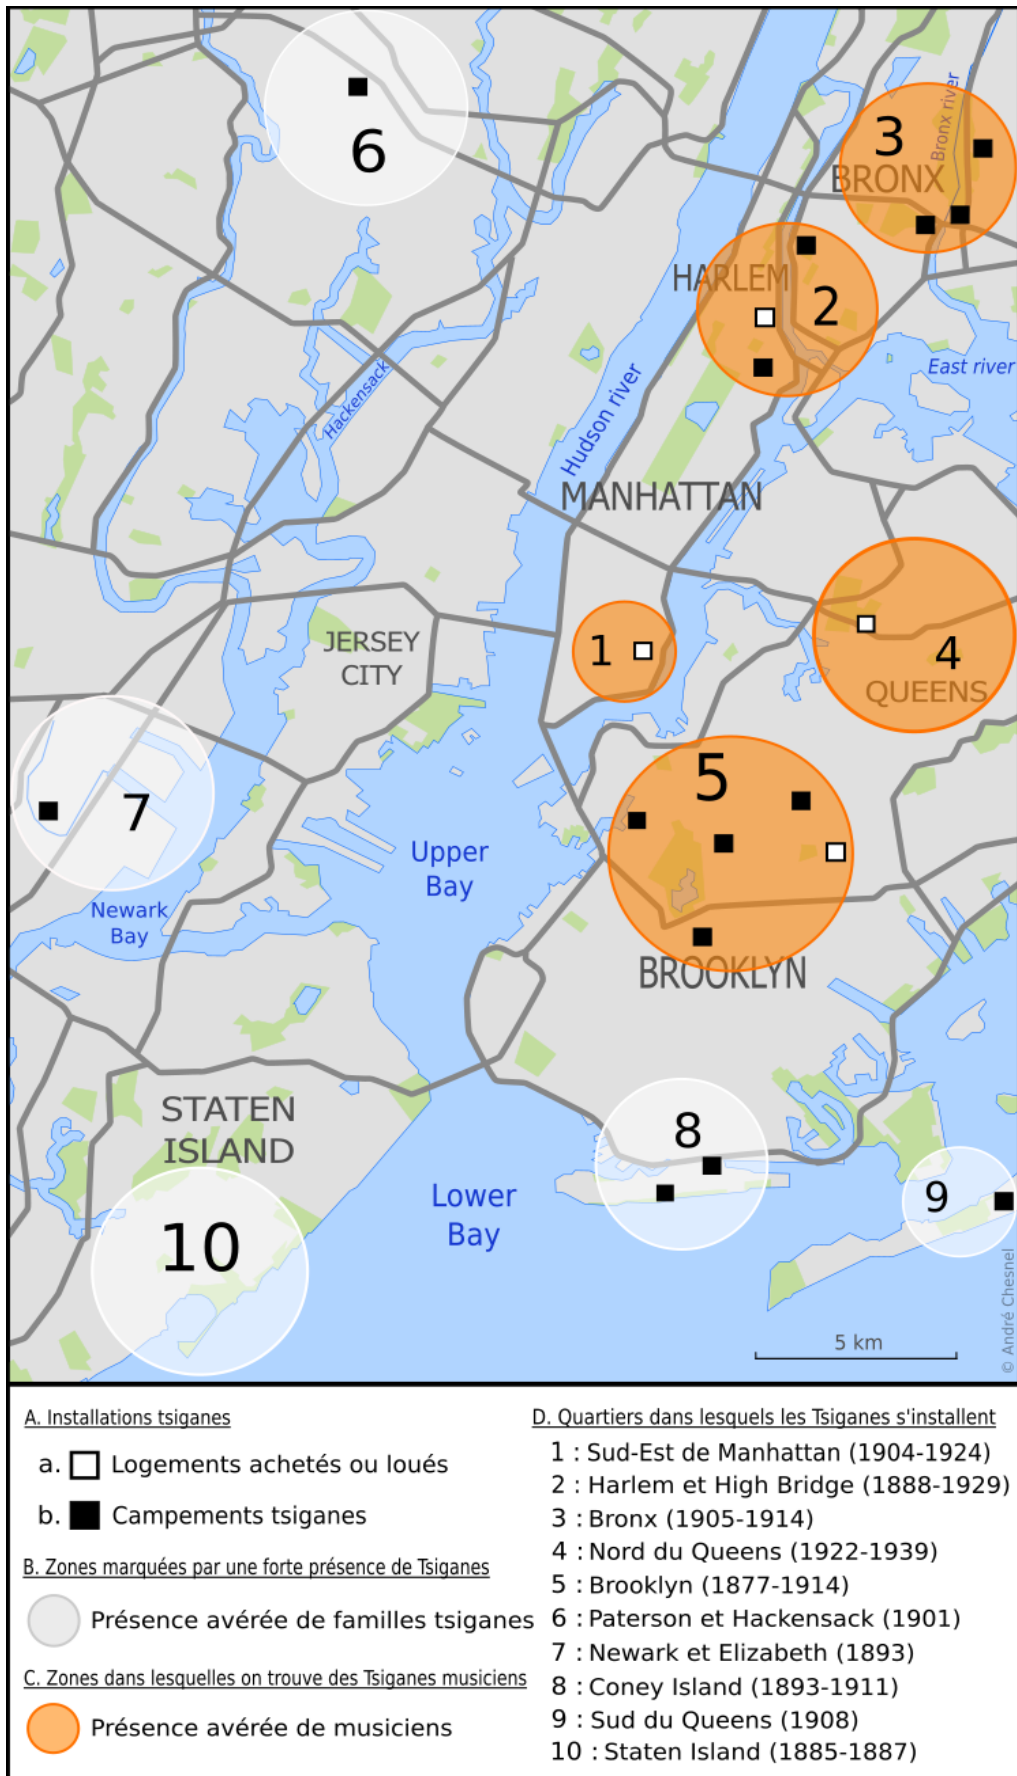 6
3
Bronx river
BRONX
HARLEM
2
East river
Hackensack
Hudson river
MANHATTAN
1
JERSEY
CITY
4
QUEENS
5
7
Upper
Bay
Newark
Bay
BROOKLYN
STATEN
ISLAND
8
9
10
Lower
Bay
5 km
© André Chesnel
A. Installations tsiganes
a. Logements achetés ou loués
b. Campements tsiganes
B. Zones marquées par une forte présence de Tsiganes
Présence avérée de familles tsiganes
C. Zones dans lesquelles on trouve des Tsiganes musiciens
Présence avérée de musiciens
D. Quartiers dans lesquels les Tsiganes s'installent
1 : Sud-Est de Manhattan (1904-1924)
2 : Harlem et High Bridge (1888-1929)
3 : Bronx (1905-1914)
4 : Nord du Queens (1922-1939)
5 : Brooklyn (1877-1914)
6 : Paterson et Hackensack (1901)
7 : Newark et Elizabeth (1893)
8 : Coney Island (1893-1911)
9 : Sud du Queens (1908)
10 : Staten Island (1885-1887)